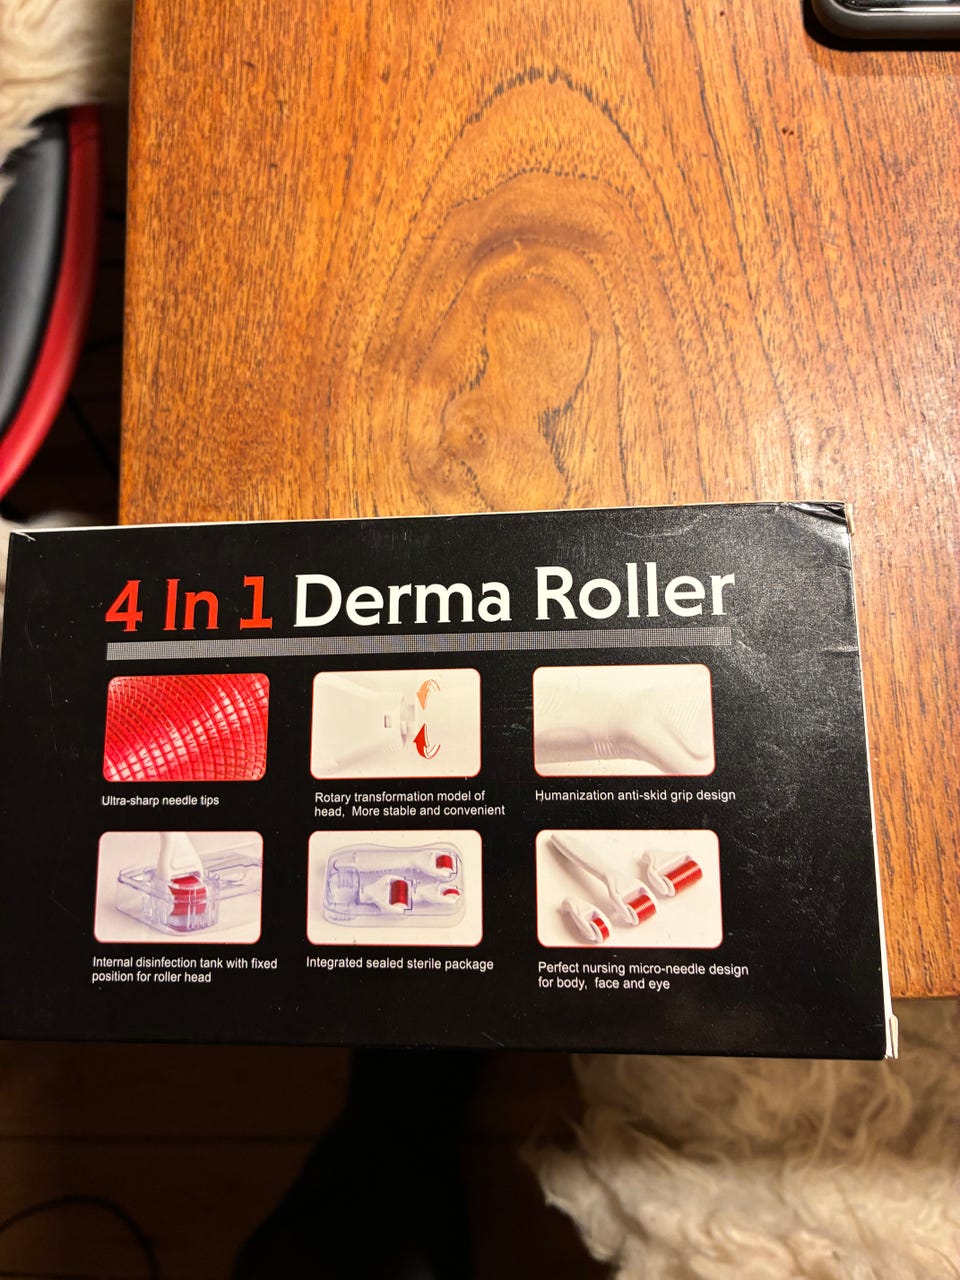 4 In 1 Derma Roller
Ultra-sharp needle tips
Rotary transformation model of
head, More stable and convenient
Humanization anti-skid grip design
Internal disinfection tank with fixed
position for roller head
Integrated sealed sterile package
Perfect nursing micro-needle design
for body, face and eye